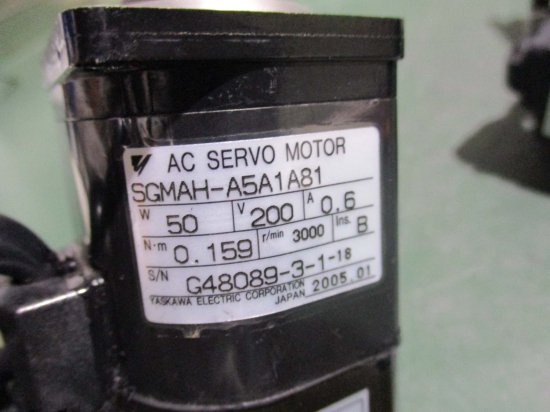 AC SERVO MOTOR
SGMAH-A5A1A81
W 50 V 200 A 0.6
N·m 0.159 r/min 3000 Ins. B
S/N G48089-3-1-18
YASKAWA ELECTRIC CORPORATION 2005.01
JAPAN